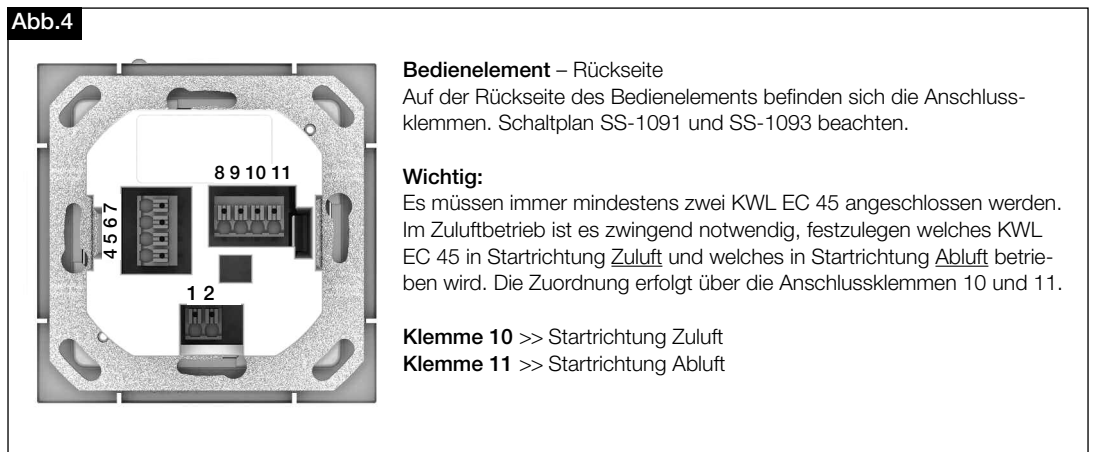 Abb.4
Bedienelement – Rückseite
Auf der Rückseite des Bedienelements befinden sich die Anschluss-
klemmen. Schaltplan SS-1091 und SS-1093 beachten.
Wichtig:
Es müssen immer mindestens zwei KWL EC 45 angeschlossen werden.
Im Zuluftbetrieb ist es zwingend notwendig, festzulegen welches KWL
EC 45 in Startrichtung Zuluft und welches in Startrichtung Abluft betrie-
ben wird. Die Zuordnung erfolgt über die Anschlussklemmen 10 und 11.
Klemme 10 >> Startrichtung Zuluft
Klemme 11 >> Startrichtung Abluft
8 9 10 11
4 5 6 7
1 2